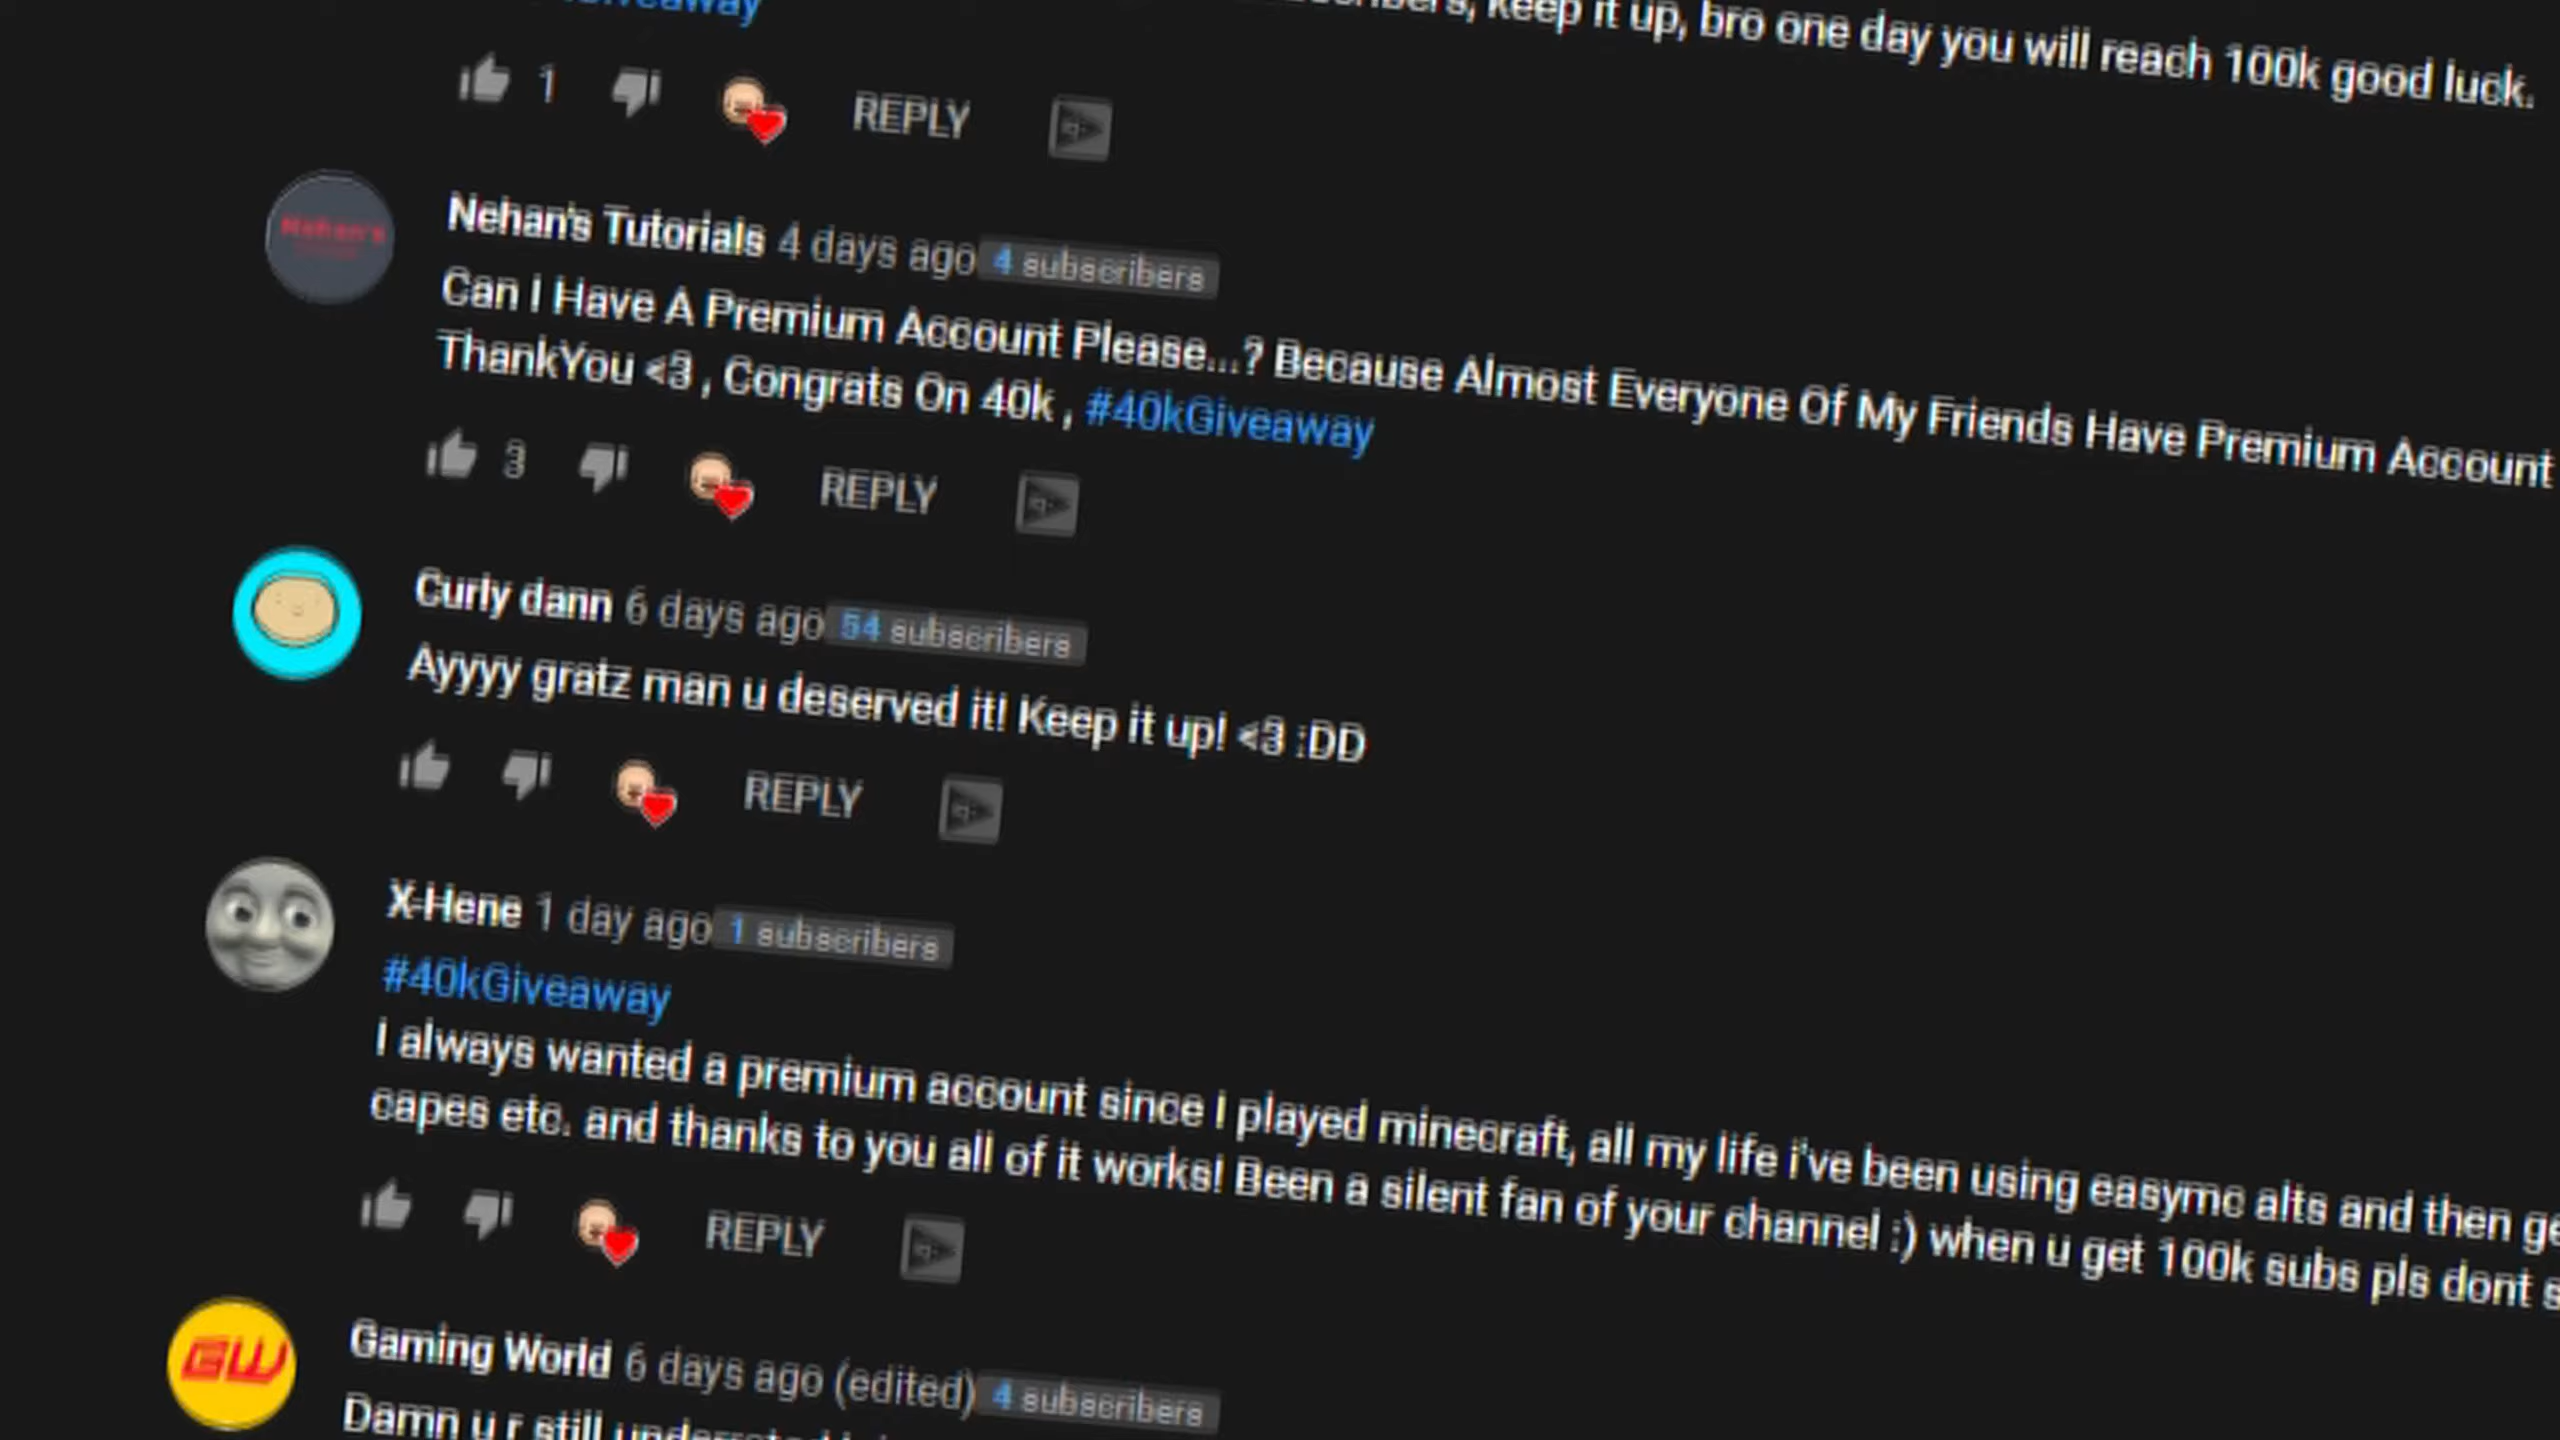 keep it up, bro one day you will reach 100k good luck.
1 REPLY
Nehan's Tutorials 4 days ago 4 subscribers
Can I Have A Premium Account Please...? Because Almost Everyone Of My Friends Have Premium Account
ThankYou <3 , Congrats On 40k , #40kGiveaway
3 REPLY
Curly dann 6 days ago 54 subscribers
Ayyyy gratz man u deserved it! Keep it up! <3 :DD
REPLY
X-Hene 1 day ago 1 subscribers
#40kGiveaway
I always wanted a premium account since I played minecraft, all my life i've been using easymc alts and then
capes etc. and thanks to you all of it works! Been a silent fan of your channel :) when u get 100k subs pls dont
REPLY
GW
Gaming World 6 days ago (edited) 4 subscribers
Damn u r still